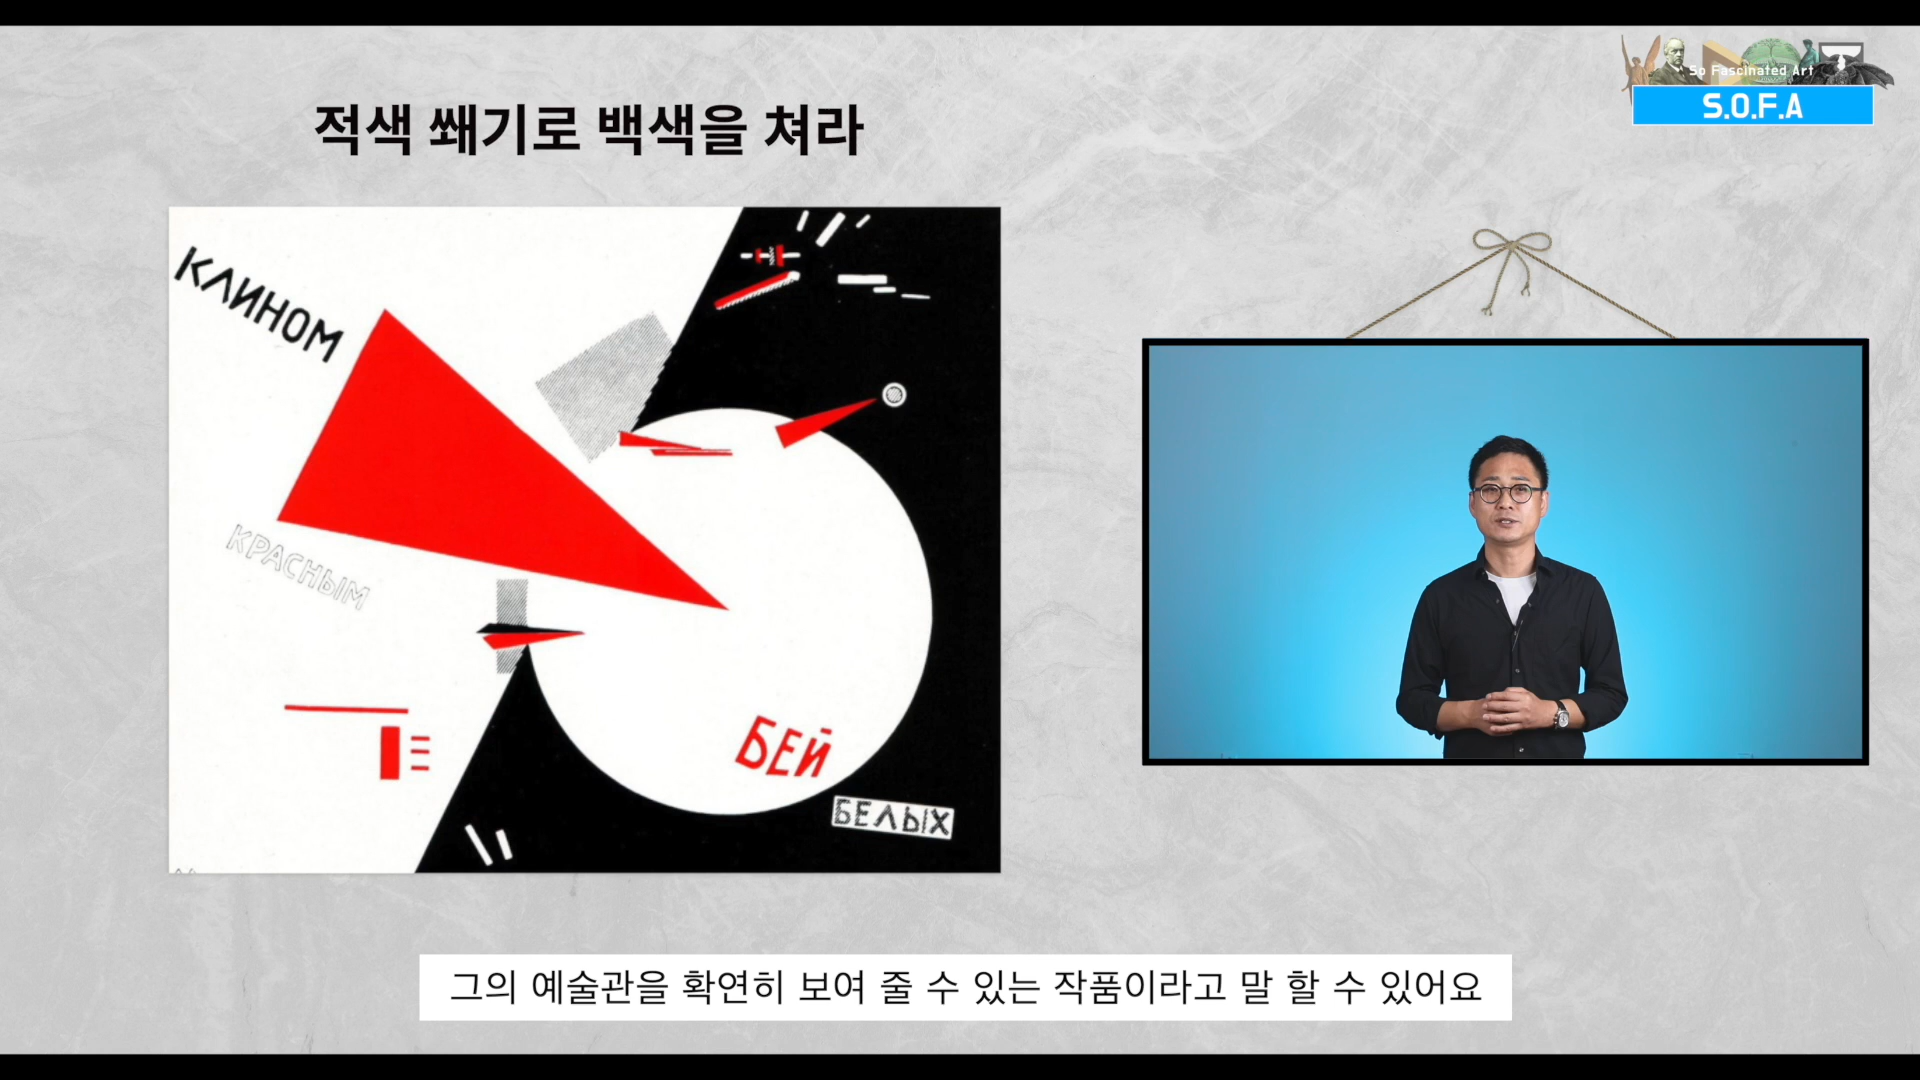 So Fascinated Art
S.O.F.A
적색 쐐기로 백색을 쳐라
КЛИНОМ
КРАСНЫМ
БЕЙ
БЕЛЫХ
그의 예술관을 확연히 보여 줄 수 있는 작품이라고 말 할 수 있어요